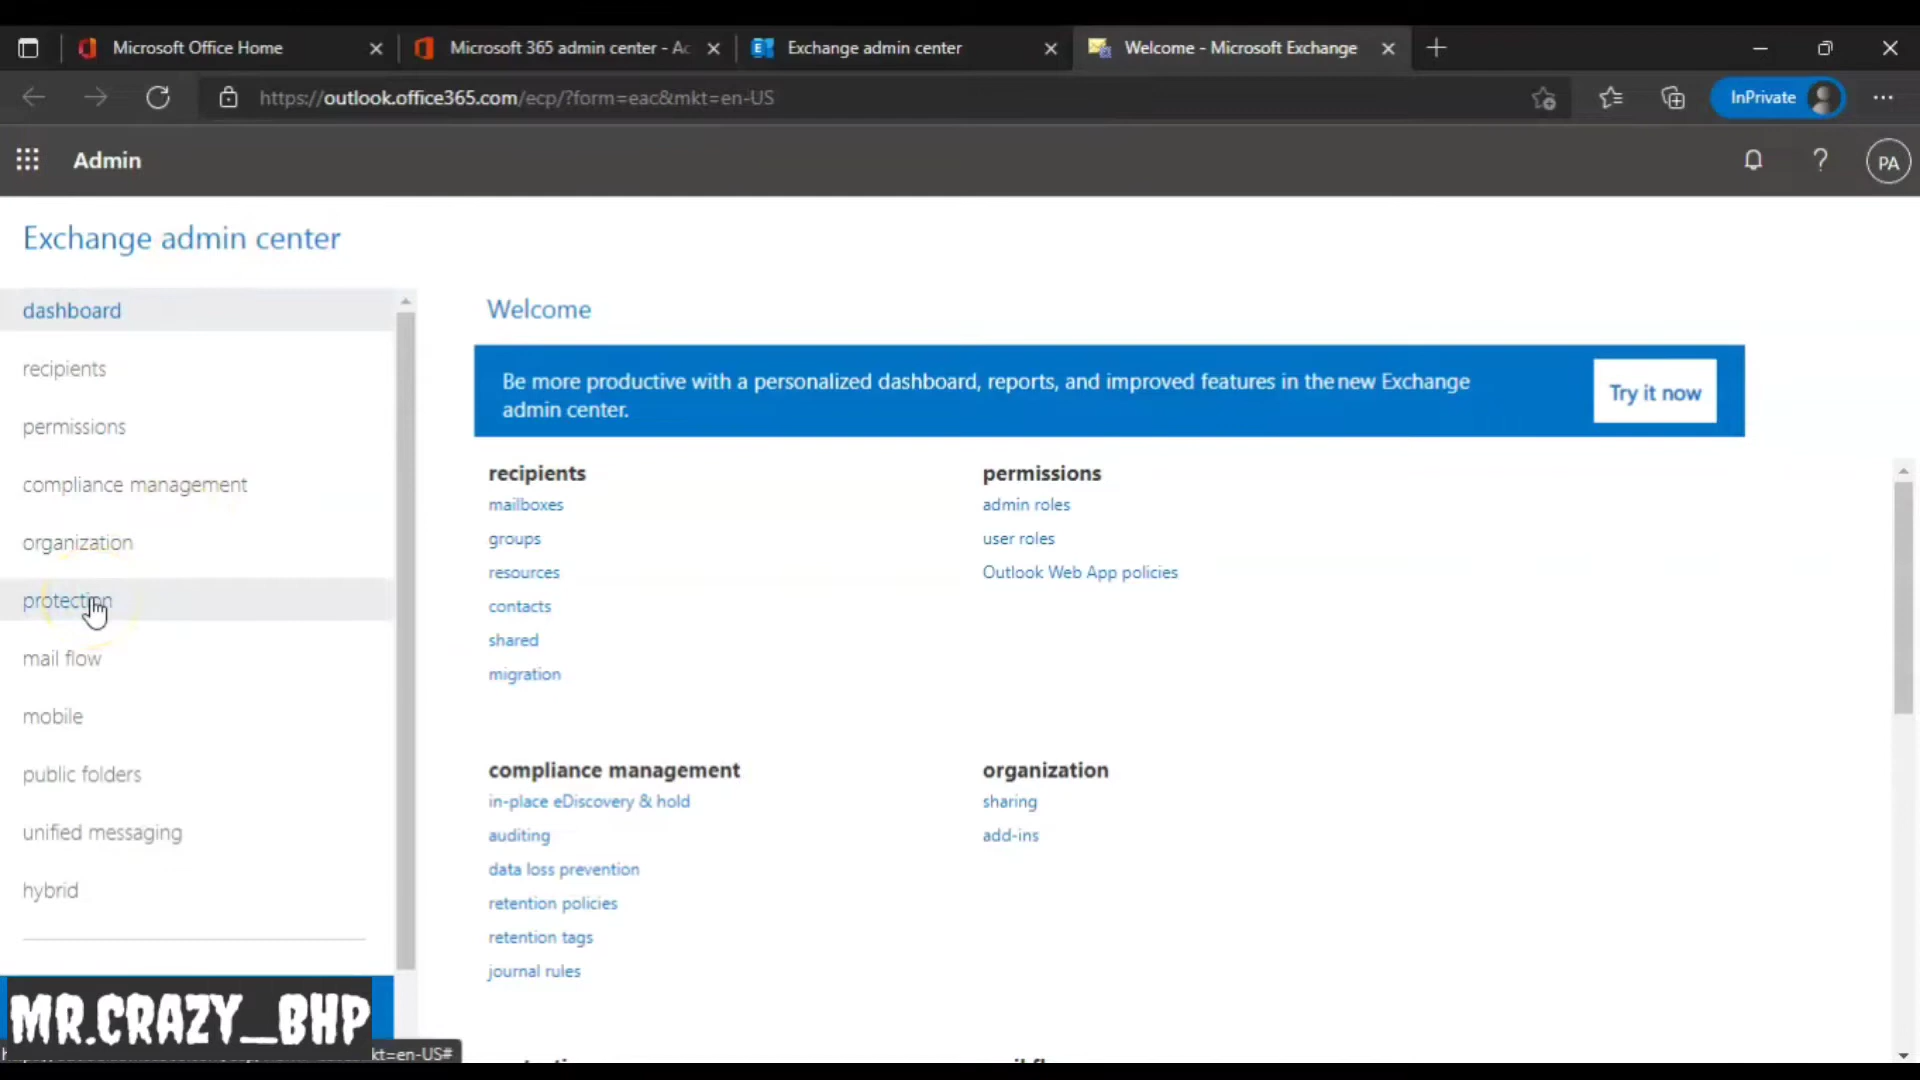 Microsoft Office Home
Microsoft 365 admin center - Ac
Exchange admin center
Welcome - Microsoft Exchange
https://outlook.office365.com/ecp/?form=eac&mkt=en-US
InPrivate
Admin
PA
Exchange admin center
dashboard
recipients
permissions
compliance management
organization
protection
mail flow
mobile
public folders
unified messaging
hybrid
Welcome
Be more productive with a personalized dashboard, reports, and improved features in the new Exchange
admin center.
Try it now
recipients
mailboxes
groups
resources
contacts
shared
migration
permissions
admin roles
user roles
Outlook Web App policies
compliance management
in-place eDiscovery & hold
auditing
data loss prevention
retention policies
retention tags
journal rules
organization
sharing
add-ins
MR.CRAZY_BHP
kt=en-US#